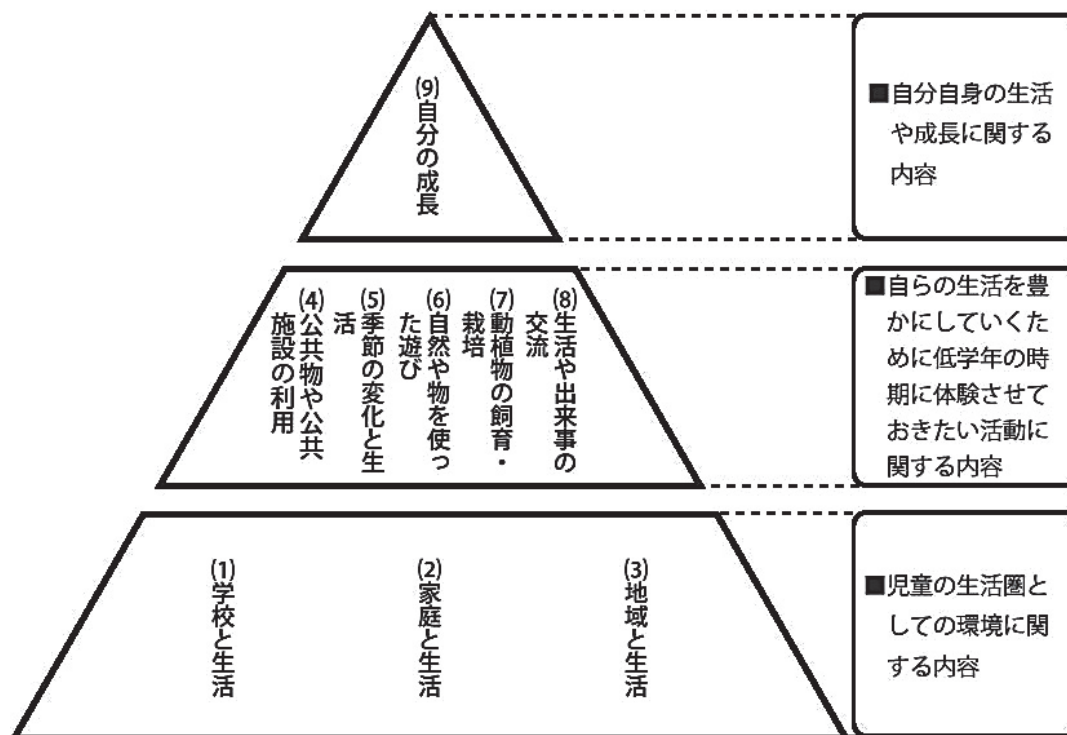 (9)自分の成長
■自分自身の生活
や成長に関する
内容
(8)生活や出来事の
交流
(7)動植物の飼育・
栽培
(6)自然や物を使っ
た遊び
(5)季節の変化と生
活
(4)公共物や公共
施設の利用
■自らの生活を豊
かにしていくた
めに低学年の時
期に体験させて
おきたい活動に
関する内容
(1)学校と生活
(2)家庭と生活
(3)地域と生活
■児童の生活圏と
しての環境に関
する内容